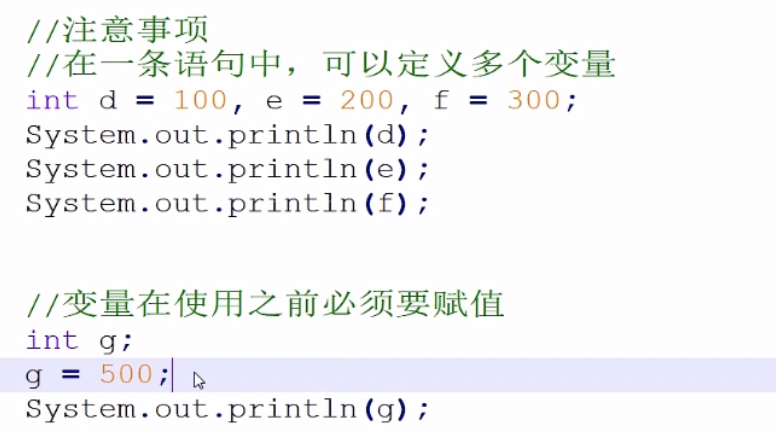 //注意事项
//在一条语句中，可以定义多个变量
int d = 100, e = 200, f = 300;
System.out.println(d);
System.out.println(e);
System.out.println(f);
//变量在使用之前必须要赋值
int g;
g = 500;
System.out.println(g);